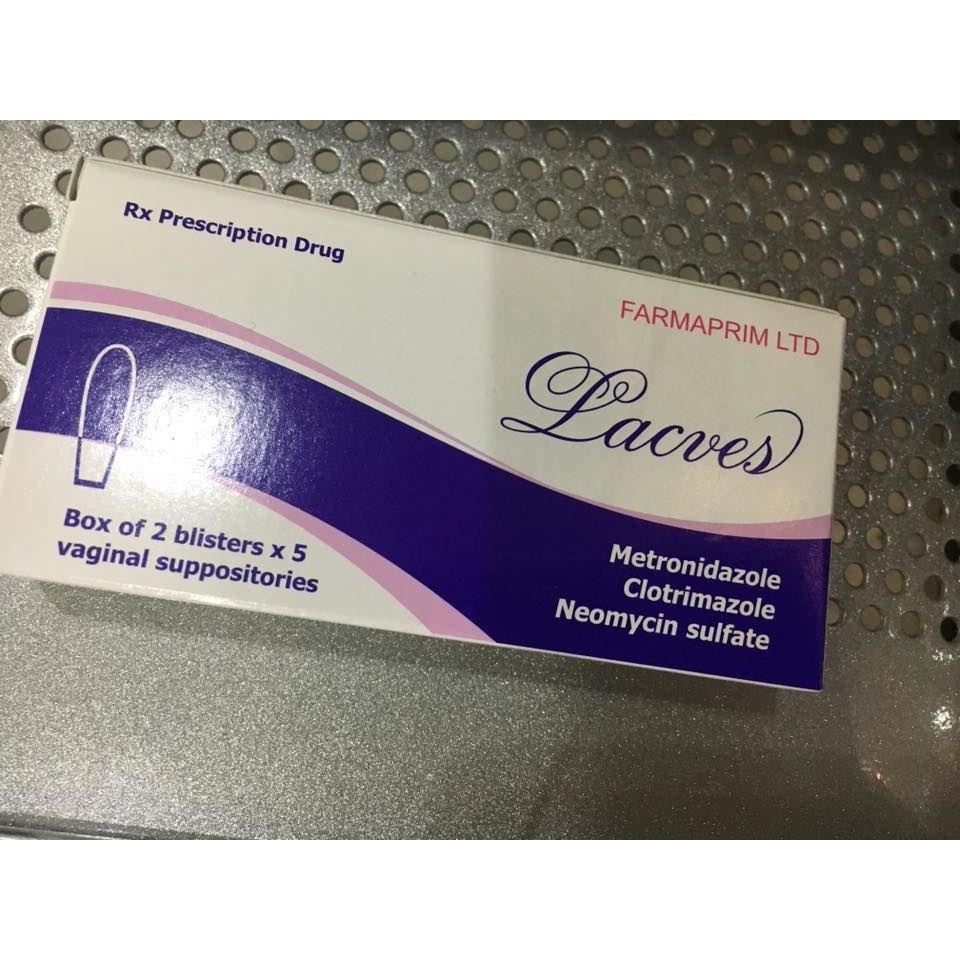 Rx Prescription Drug
FARMAPRIM LTD
Lacves
Box of 2 blisters x 5
vaginal suppositories
Metronidazole
Clotrimazole
Neomycin sulfate